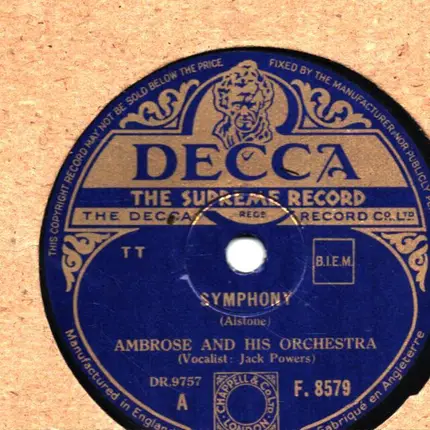 THIS COPYRIGHT RECORD MAY NOT BE SOLD BELOW THE PRICE FIXED BY THE MANUFACTURER, NOR PUBLICLY
DECCA
THE SUPREME RECORD
THE DECCA REGD RECORD CO. LTD
TT
B.I.E.M.
SYMPHONY
(Alstone)
AMBROSE AND HIS ORCHESTRA
(Vocalist: Jack Powers)
DR.9757
A
F. 8579
CHAPPELL & Co Ltd
LONDON
Manufactured in England
Fabriqué en Angleterre